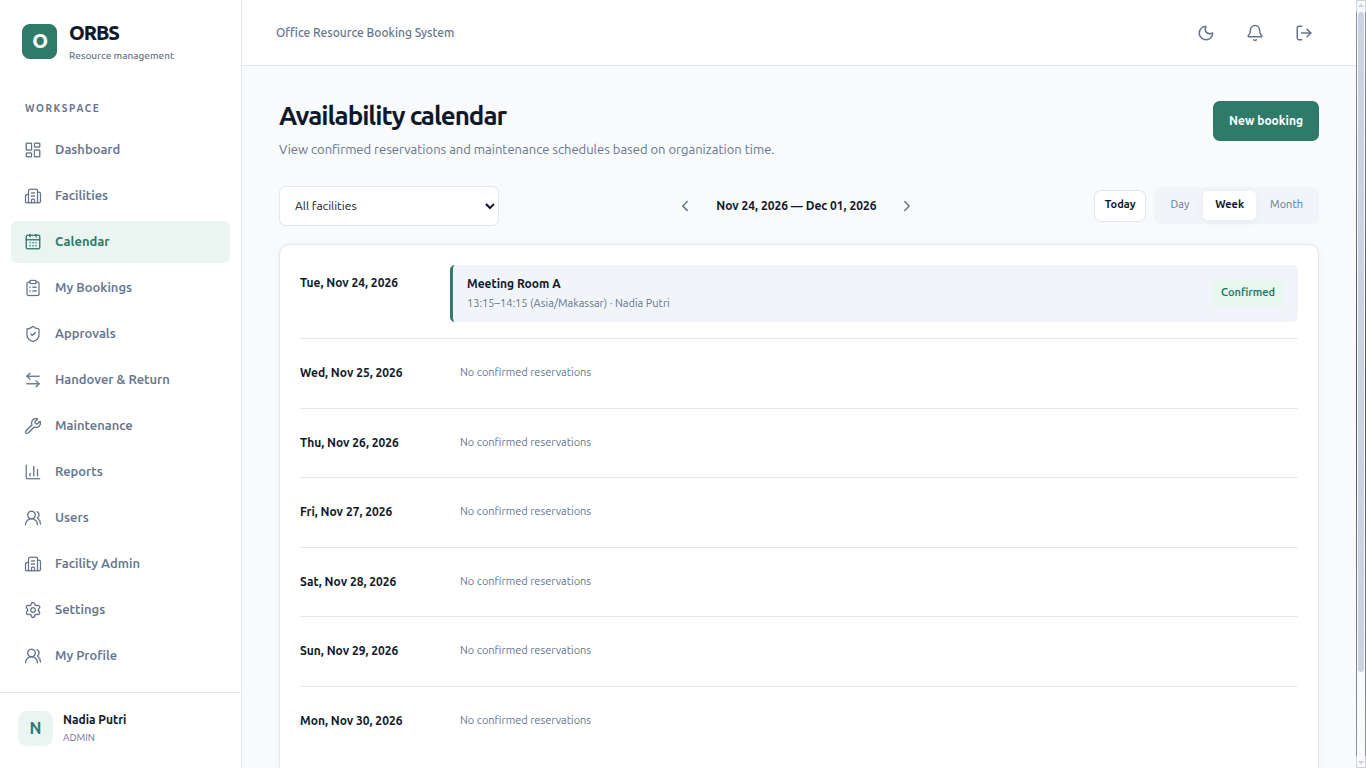 O
ORBS
Resource management
WORKSPACE
Dashboard
Facilities
Calendar
My Bookings
Approvals
Handover & Return
Maintenance
Reports
Users
Facility Admin
Settings
My Profile
N
Nadia Putri
ADMIN
Office Resource Booking System
Availability calendar
View confirmed reservations and maintenance schedules based on organization time.
New booking
All facilities
Nov 24, 2026 — Dec 01, 2026
Today
Day
Week
Month
Tue, Nov 24, 2026
Meeting Room A
13:15–14:15 (Asia/Makassar) · Nadia Putri
Confirmed
Wed, Nov 25, 2026
No confirmed reservations
Thu, Nov 26, 2026
No confirmed reservations
Fri, Nov 27, 2026
No confirmed reservations
Sat, Nov 28, 2026
No confirmed reservations
Sun, Nov 29, 2026
No confirmed reservations
Mon, Nov 30, 2026
No confirmed reservations